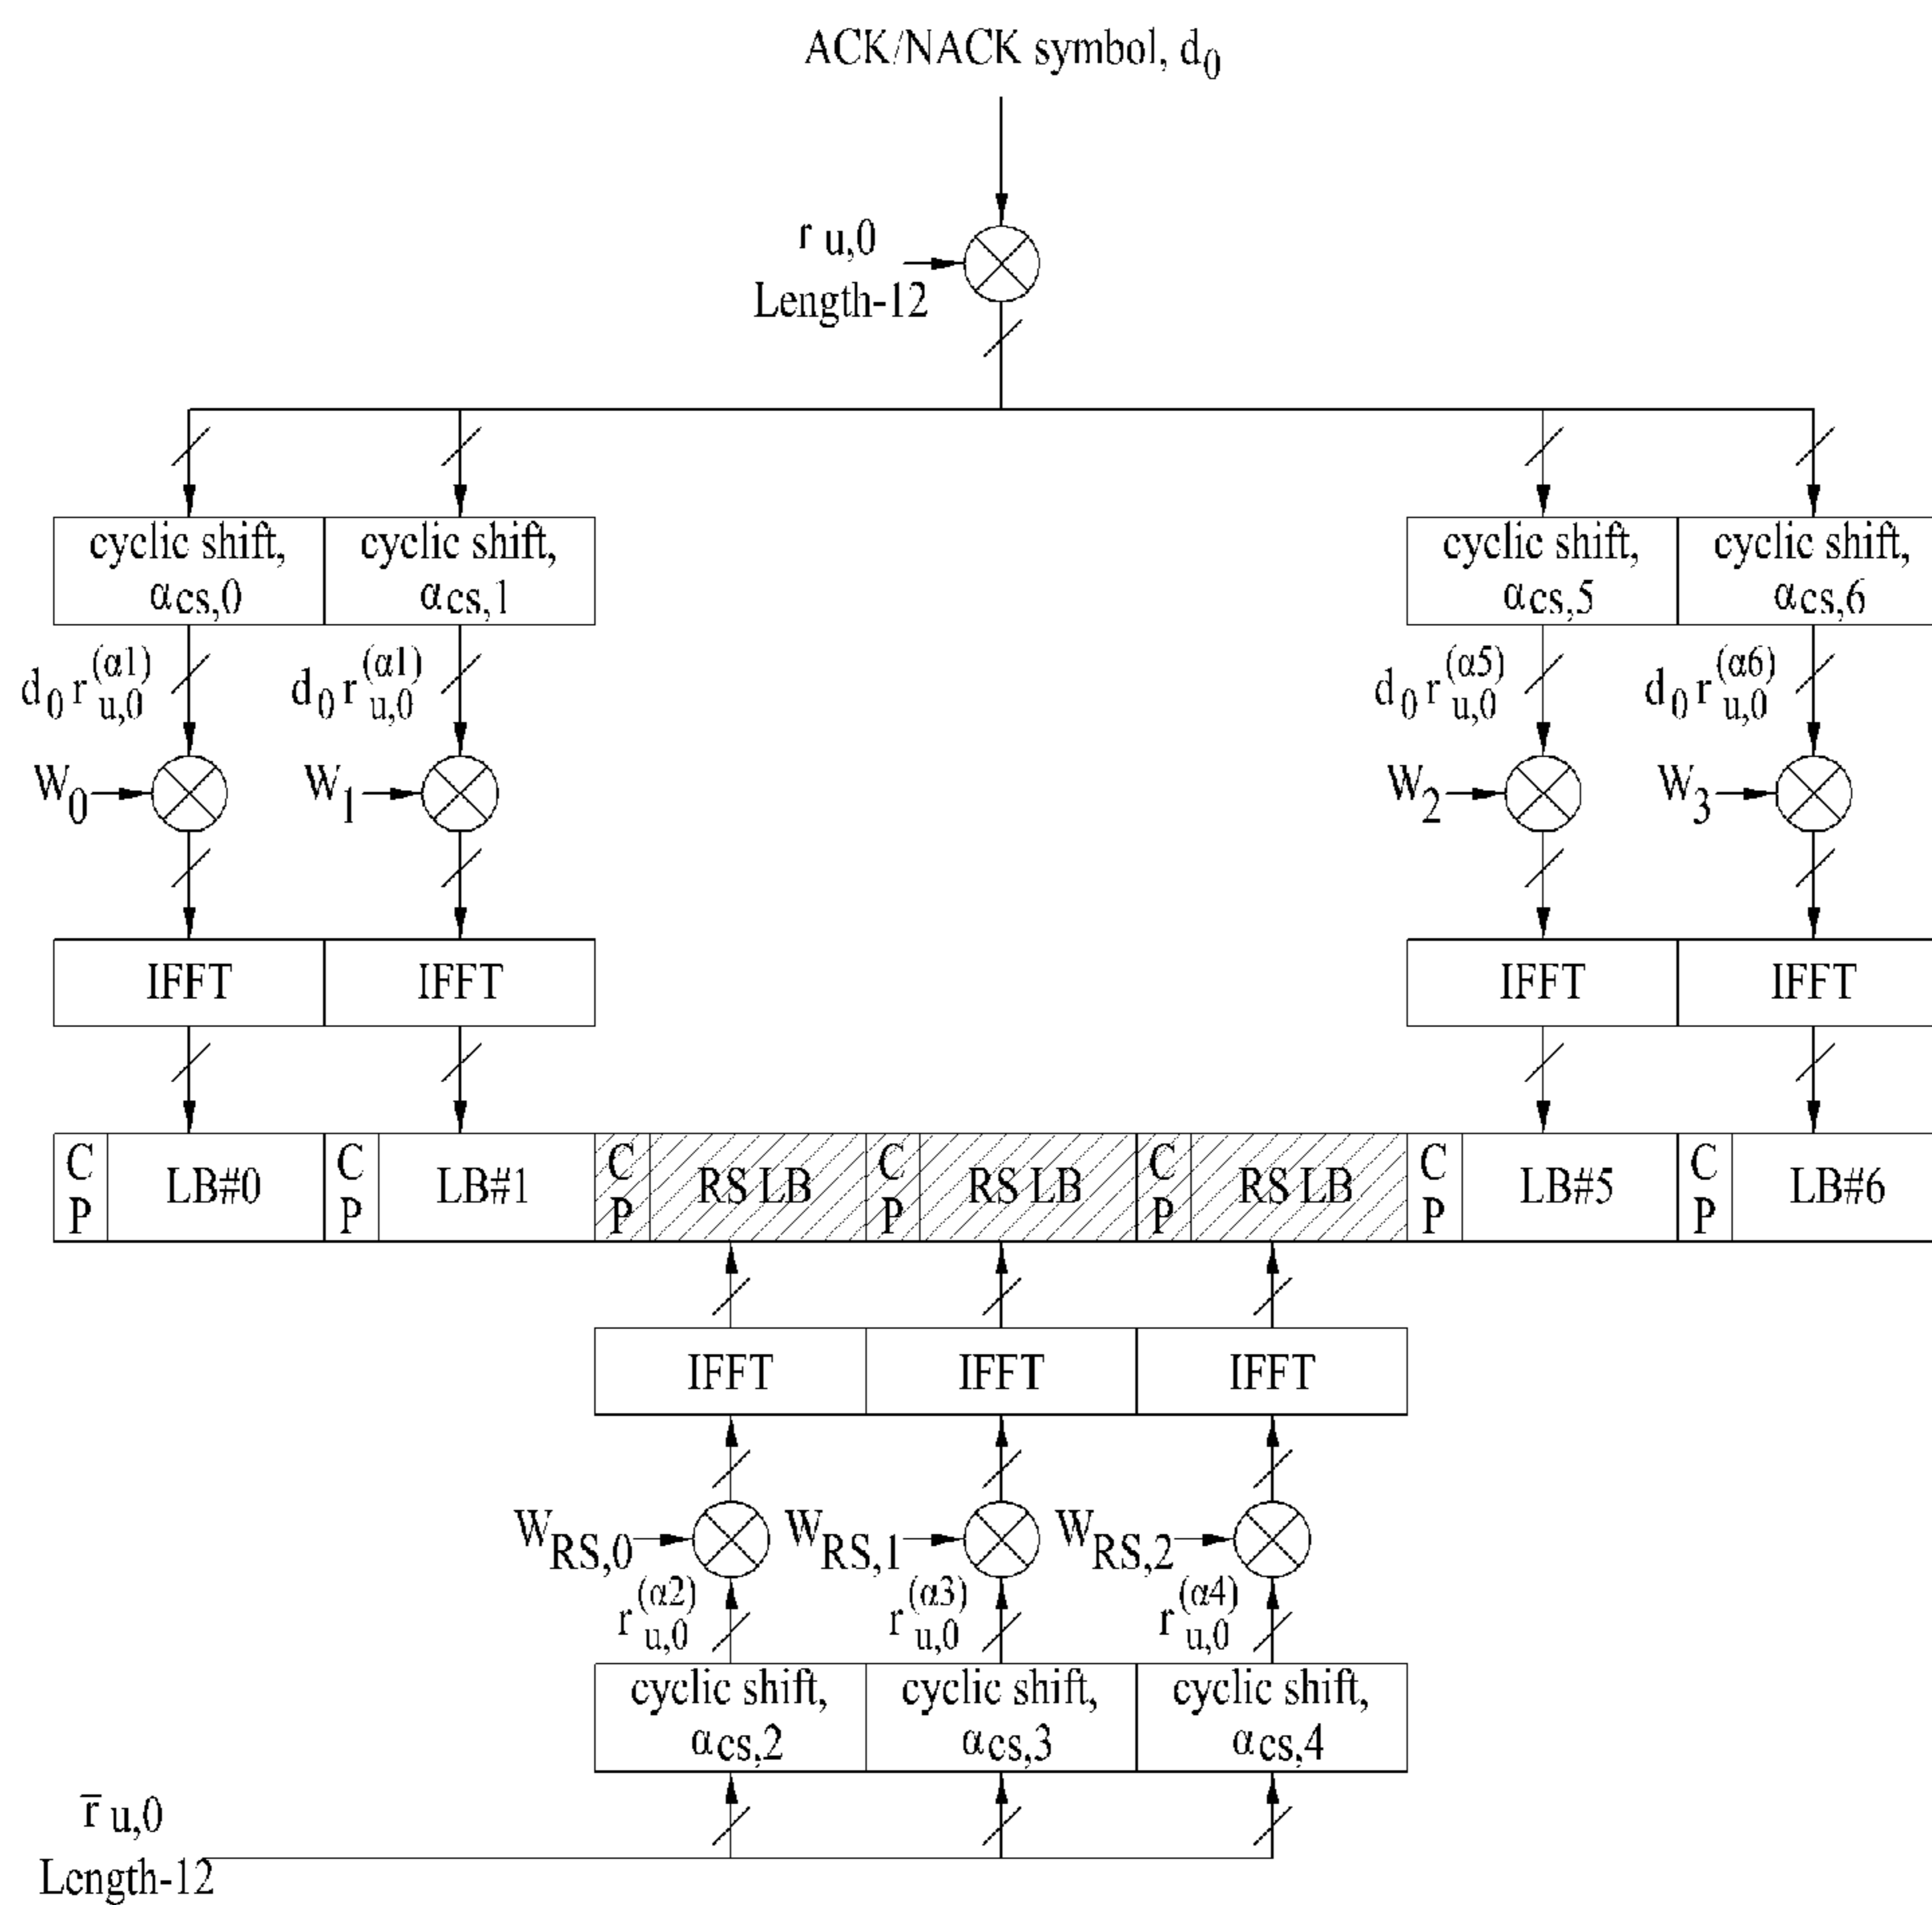 ACK/NACK symbol, d0
r u,0
Length-12
cyclic shift, αcs,0
cyclic shift, αcs,1
cyclic shift, αcs,5
cyclic shift, αcs,6
d0 r u,0 (α1)
d0 r u,0 (α1)
d0 r u,0 (α5)
d0 r u,0 (α6)
W0
W1
W2
W3
IFFT
IFFT
IFFT
IFFT
CP
LB#0
CP
LB#1
CP
RS LB
CP
RS LB
CP
RS LB
CP
LB#5
CP
LB#6
IFFT
IFFT
IFFT
WRS,0
WRS,1
WRS,2
r u,0 (α2)
r u,0 (α3)
r u,0 (α4)
cyclic shift, αcs,2
cyclic shift, αcs,3
cyclic shift, αcs,4
r̄ u,0
Length-12